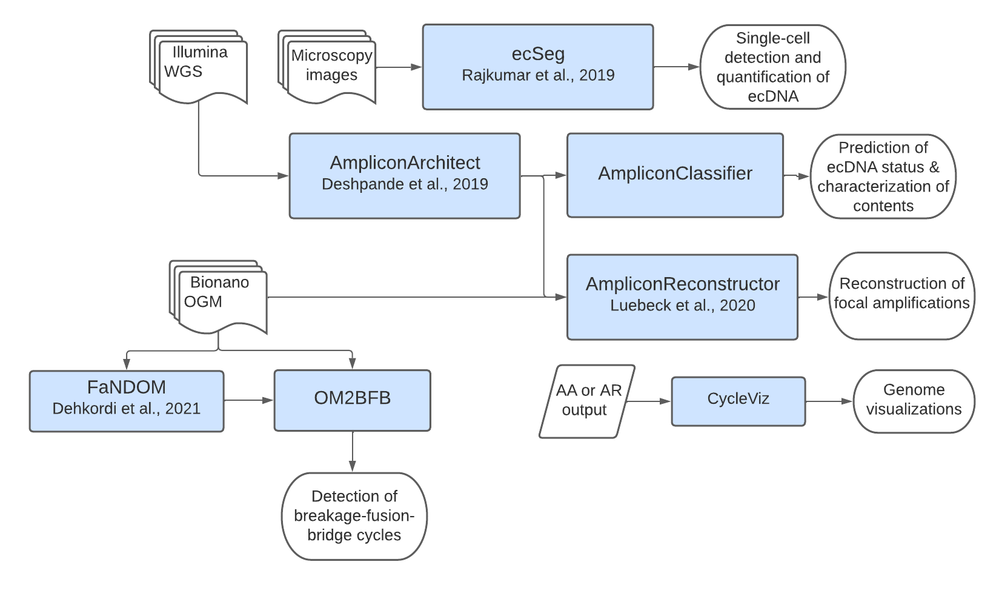 Illumina
WGS
Microscopy
images
ecSeg
Rajkumar et al., 2019
Single-cell
detection and
quantification of
ecDNA
AmpliconArchitect
Deshpande et al., 2019
AmpliconClassifier
Prediction of
ecDNA status &
characterization of
contents
Bionano
OGM
AmpliconReconstructor
Luebeck et al., 2020
Reconstruction of
focal amplifications
FaNDOM
Dehkordi et al., 2021
OM2BFB
AA or AR
output
CycleViz
Genome
visualizations
Detection of
breakage-fusion-
bridge cycles